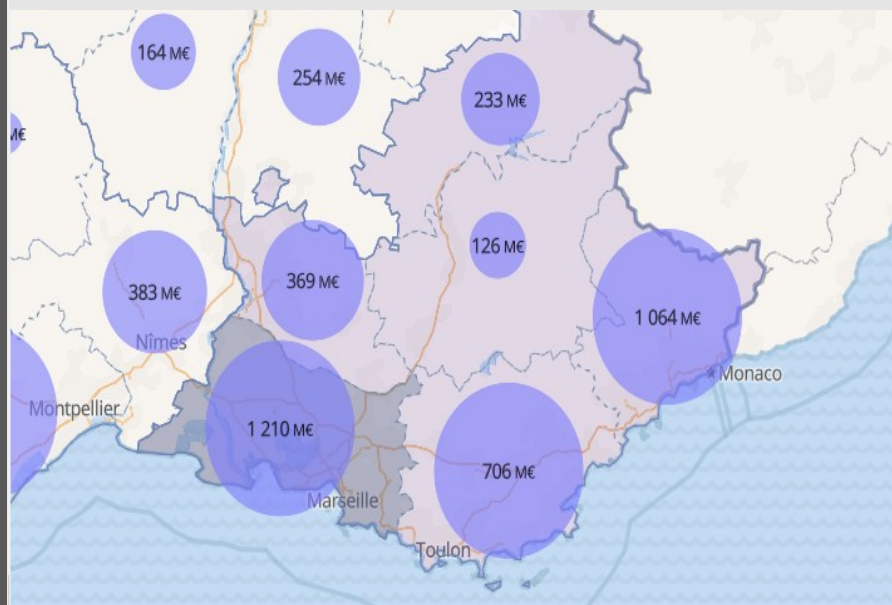 164 M€
254 M€
233 M€
M€
126 M€
369 M€
383 M€
1 064 M€
Nîmes
Monaco
Montpellier
1 210 M€
706 M€
Marseille
Toulon